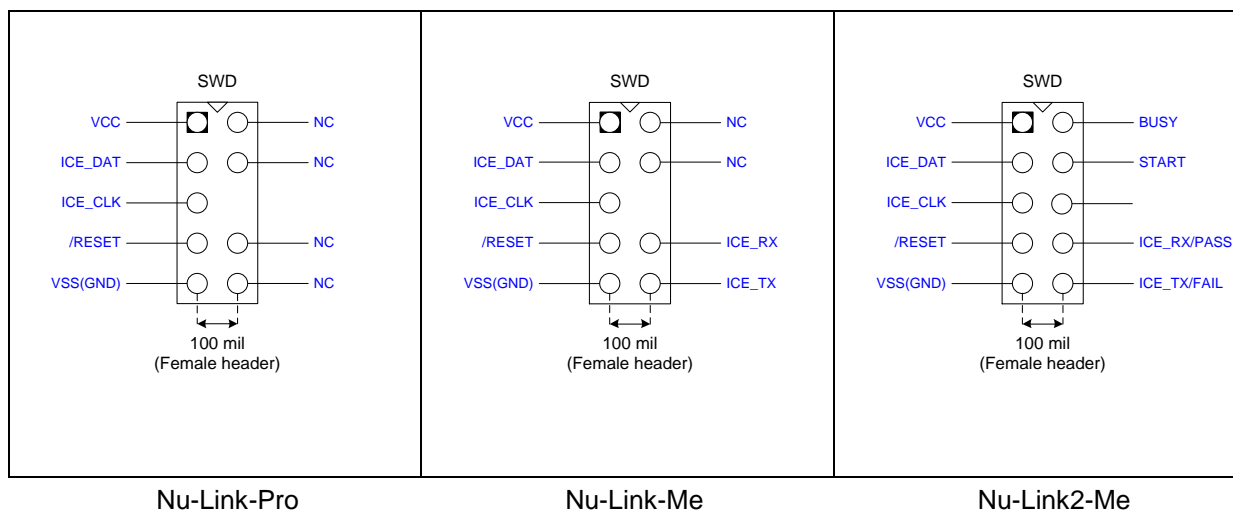 SWD
VCC NC
ICE_DAT NC
ICE_CLK
/RESET NC
VSS(GND) NC
100 mil
(Female header)
Nu-Link-Pro
SWD
VCC NC
ICE_DAT NC
ICE_CLK
/RESET ICE_RX
VSS(GND) ICE_TX
100 mil
(Female header)
Nu-Link-Me
SWD
VCC BUSY
ICE_DAT START
ICE_CLK
/RESET ICE_RX/PASS
VSS(GND) ICE_TX/FAIL
100 mil
(Female header)
Nu-Link2-Me